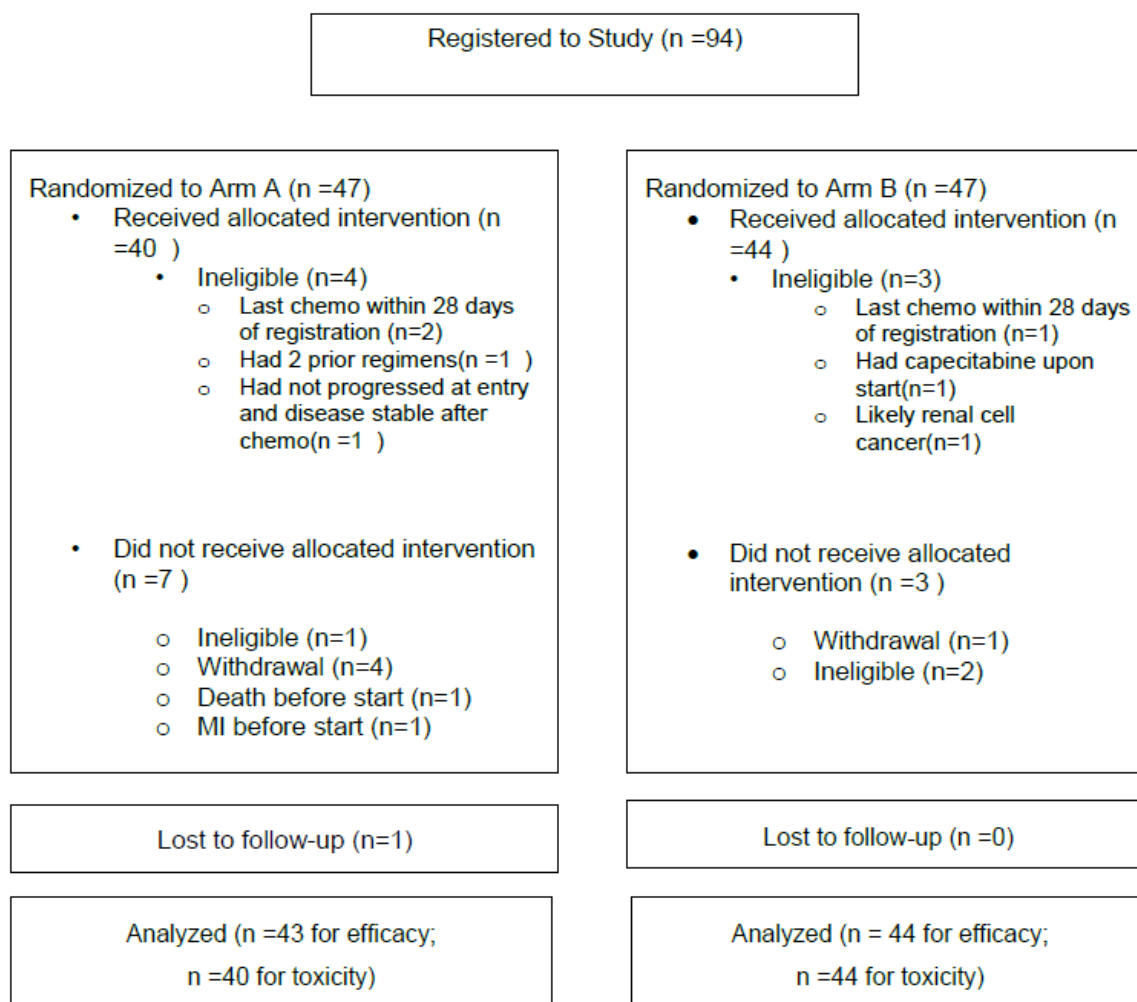 Registered to Study (n =94)
Randomized to Arm A (n =47)
• Received allocated intervention (n
=40 )
• Ineligible (n=4)
o Last chemo within 28 days
of registration (n=2)
o Had 2 prior regimens(n =1 )
o Had not progressed at entry
and disease stable after
chemo(n =1 )
• Did not receive allocated intervention
(n =7 )
o Ineligible (n=1)
o Withdrawal (n=4)
o Death before start (n=1)
o MI before start (n=1)
Lost to follow-up (n=1)
Analyzed (n =43 for efficacy;
n =40 for toxicity)
Randomized to Arm B (n =47)
• Received allocated intervention (n
=44 )
• Ineligible (n=3)
o Last chemo within 28 days
of registration (n=1)
o Had capecitabine upon
start(n=1)
o Likely renal cell
cancer(n=1)
• Did not receive allocated
intervention (n =3 )
o Withdrawal (n=1)
o Ineligible (n=2)
Lost to follow-up (n =0)
Analyzed (n = 44 for efficacy;
n =44 for toxicity)